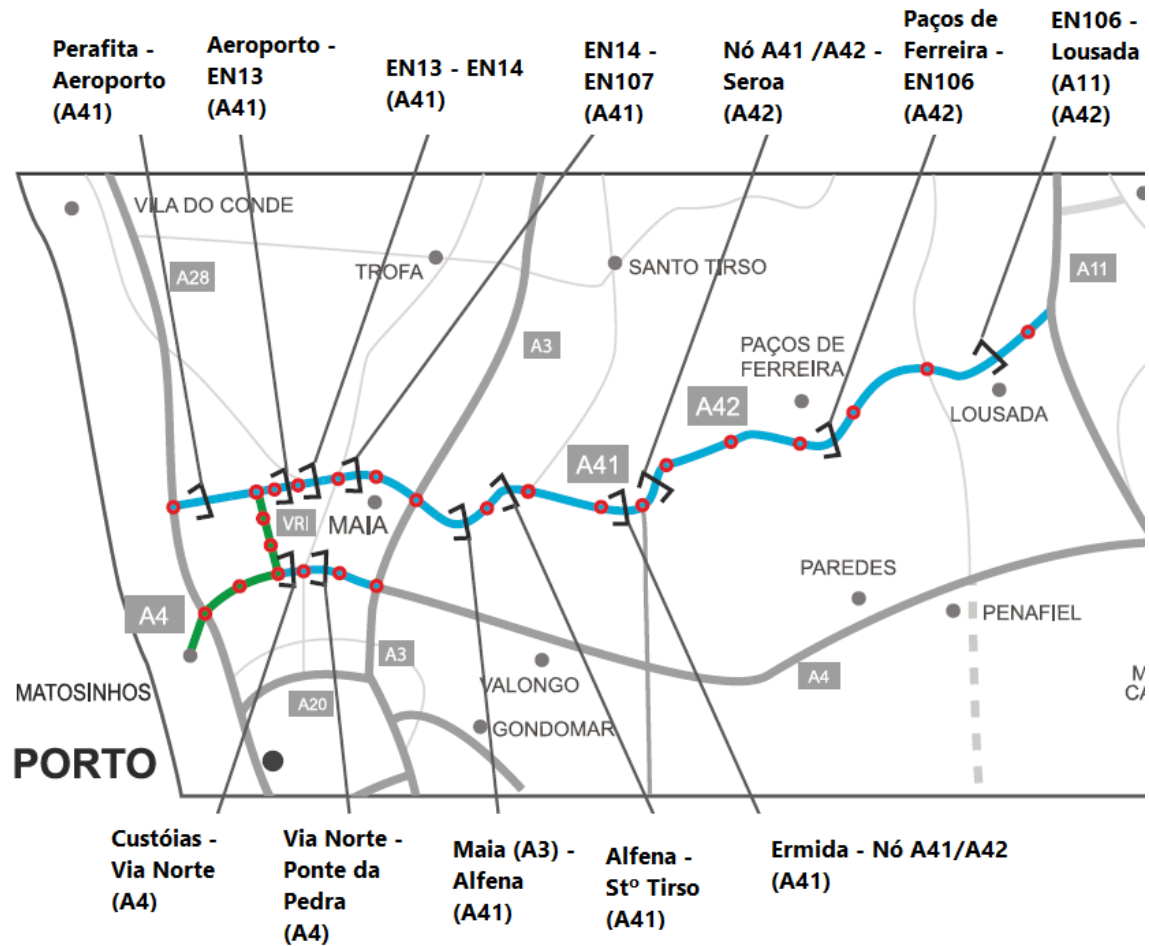 Perafita -
Aeroporto
(A41)
Aeroporto -
EN13
(A41)
EN13 - EN14
(A41)
EN14 -
EN107
(A41)
Nó A41 /A42 -
Seroa
(A42)
Paços de
Ferreira -
EN106
(A42)
EN106 -
Lousada
(A11)
(A42)
VILA DO CONDE
A28
TROFA
SANTO TIRSO
A11
A3
PAÇOS DE
FERREIRA
A42
LOUSADA
A41
VRI
MAIA
PAREDES
A4
PENAFIEL
A3
VALONGO
A4
MATOSINHOS
A20
GONDOMAR
M
CA
PORTO
Custóias -
Via Norte
(A4)
Via Norte -
Ponte da
Pedra
(A4)
Maia (A3) -
Alfena
(A41)
Alfena -
Stº Tirso
(A41)
Ermida - Nó A41/A42
(A41)